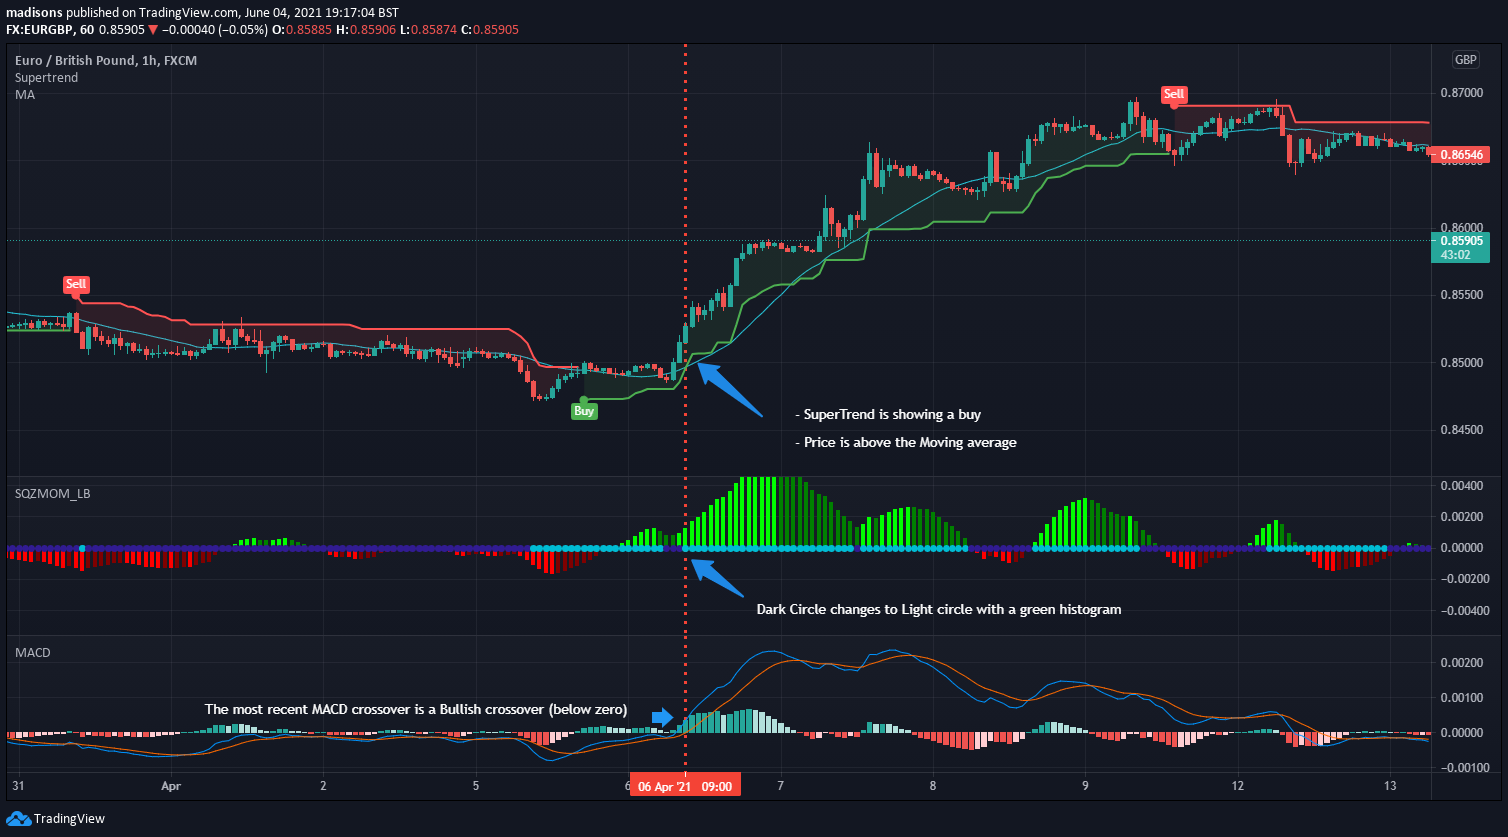 madisons published on TradingView.com, June 04, 2021 19:17:04 BST
FX:EURGBP, 60 0.85905 ▼ −0.00040 (−0.05%) O:0.85885 H:0.85906 L:0.85874 C:0.85905
Euro / British Pound, 1h, FXCM
Supertrend
MA
GBP
0.87000
Sell
0.86546
0.86000
0.85905
43:02
Sell
0.85500
0.85000
Buy
- SuperTrend is showing a buy
- Price is above the Moving average
0.84500
SQZMOM_LB
0.00400
0.00200
0.00000
−0.00200
Dark Circle changes to Light circle with a green histogram
−0.00400
MACD
0.00200
0.00100
The most recent MACD crossover is a Bullish crossover (below zero)
0.00000
−0.00100
31 Apr 2 5 6 06 Apr '21 09:00 7 8 9 12 13
TradingView